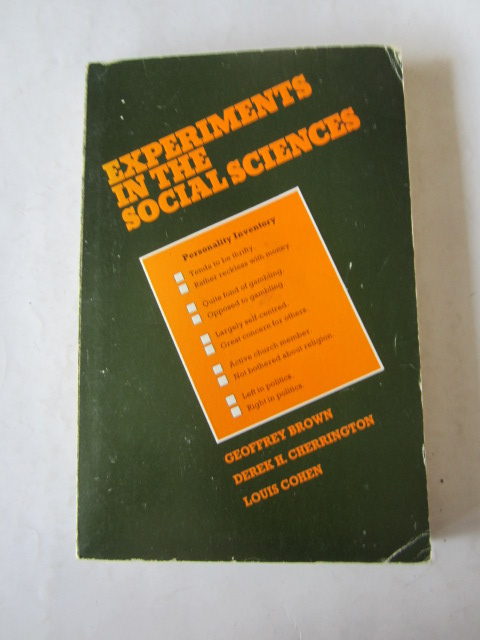 EXPERIMENTS
IN THE
SOCIAL SCIENCES
Personality Inventory
Tends to be thrifty.
Rather reckless with money.
Quite fond of gambling
Opposed to gambling
Largely self-centred.
Great concern for others
Active church member.
Not bothered about religion.
Left in politics
Right in politics.
GEOFFREY BROWN
DEREK H. CHERRINGTON
LOUIS COHEN